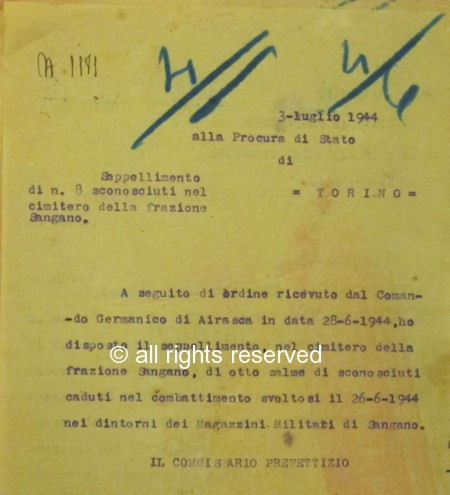 A 1181
3-luglio 1944
alla Procura di Stato
di
= TORINO =
Seppellimento
di n. 8 sconosciuti nel
cimitero della frazione
Sangano.
A seguito di ordine ricevuto dal Coman-
-do Germanico di Airasca in data 28-6-1944, ho
disposto il seppellimento, nel cimitero della
© all rights reserved
frazione Sangano, di otto salme di sconosciuti
caduti nel combattimento svoltosi il 26-6-1944
nei dintorni dei Magazzini Militari di Sangano.
IL COMMISSARIO PREFETTIZIO